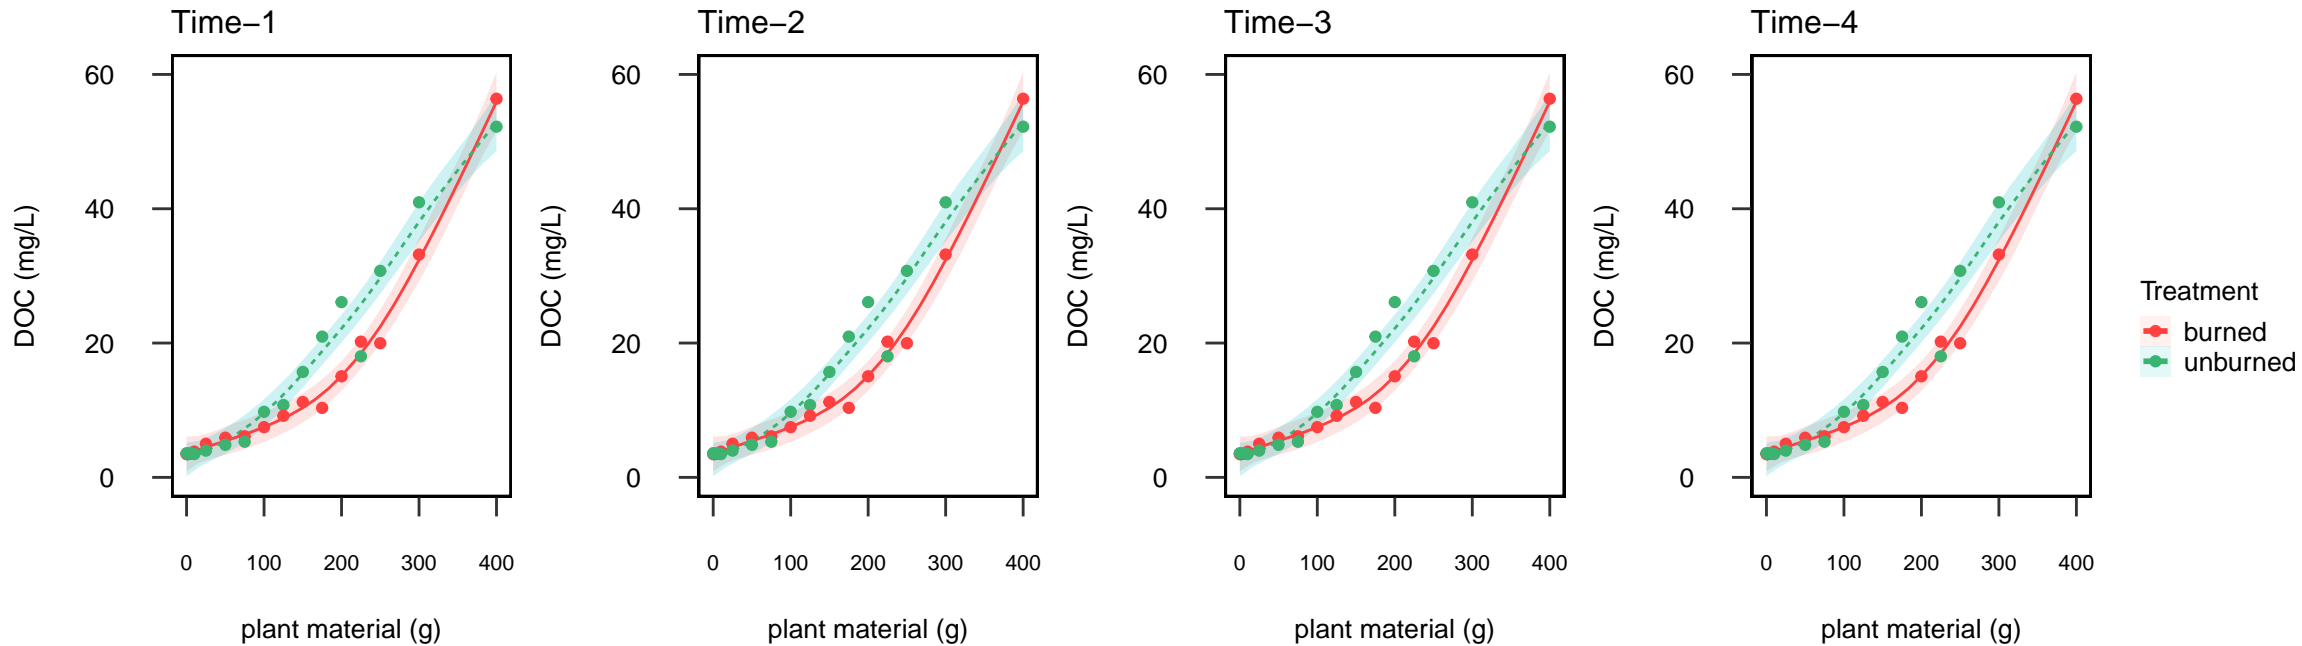 Time−1
Time−2
Time−3
Time−4
60
40
20
0
DOC (mg/L)
0 100 200 300 400
plant material (g)
60
40
20
0
DOC (mg/L)
0 100 200 300 400
plant material (g)
60
40
20
0
DOC (mg/L)
0 100 200 300 400
plant material (g)
60
40
20
0
DOC (mg/L)
0 100 200 300 400
plant material (g)
Treatment
burned
unburned